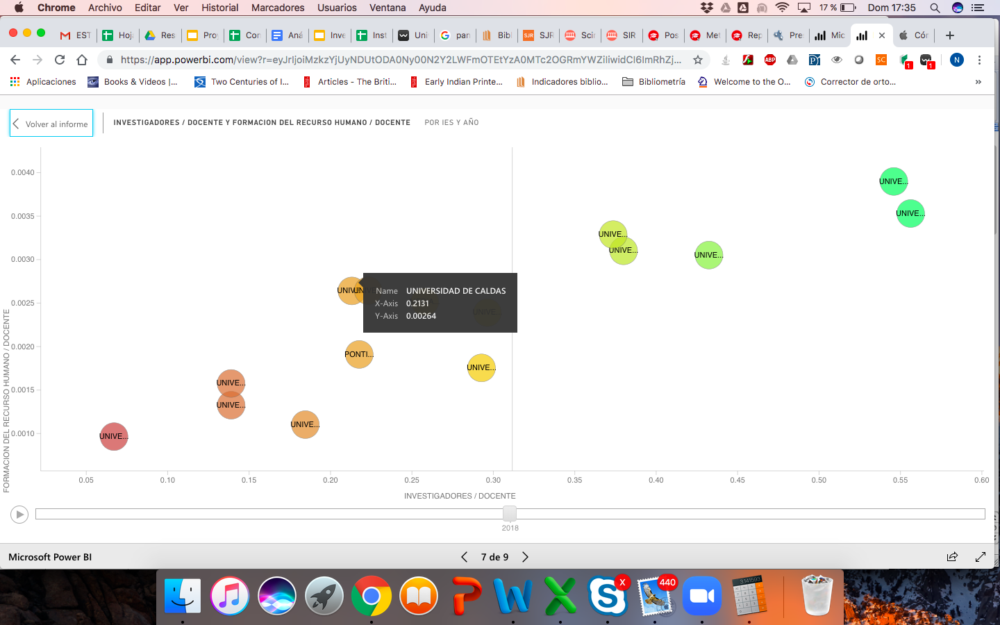 Chrome Archivo Editar Ver Historial Marcadores Usuarios Ventana Ayuda 17 % Dom 17:35
EST Hoj Res Pro Cor Aná Inve Inst Uni pan Bibl SJR Scir SIR Pos Met Rep Pre Mic Cór
https://app.powerbi.com/view?r=eyJrIjoiMzkzYjUyNDUtODA0Ny00N2Y2LWFmOTEtYzA0MTc2OGRmYWZiIiwidCI6ImRhZj...
Aplicaciones Books & Videos |... Two Centuries of I... Articles - The Briti... Early Indian Printe... Indicadores biblio... Bibliometría Welcome to the O... Corrector de orto... »
Volver al informe INVESTIGADORES / DOCENTE Y FORMACION DEL RECURSO HUMANO / DOCENTE POR IES Y AÑO
0.0040
0.0035
0.0030
0.0025
0.0020
0.0015
0.0010
FORMACION DEL RECURSO HUMANO / DOCENTE
UNIVE...
UNIVE...
UNIVE...
UNIVE...
UNIVE...
Name UNIVERSIDAD DE CALDAS
X-Axis 0.2131
Y-Axis 0.00264
PONTI...
UNIVE...
UNIVE...
UNIVE...
UNIVE...
UNIVE...
0.05 0.10 0.15 0.20 0.25 0.30 0.35 0.40 0.45 0.50 0.55 0.60
INVESTIGADORES / DOCENTE
2018
Microsoft Power BI 7 de 9
X 440 3.141593